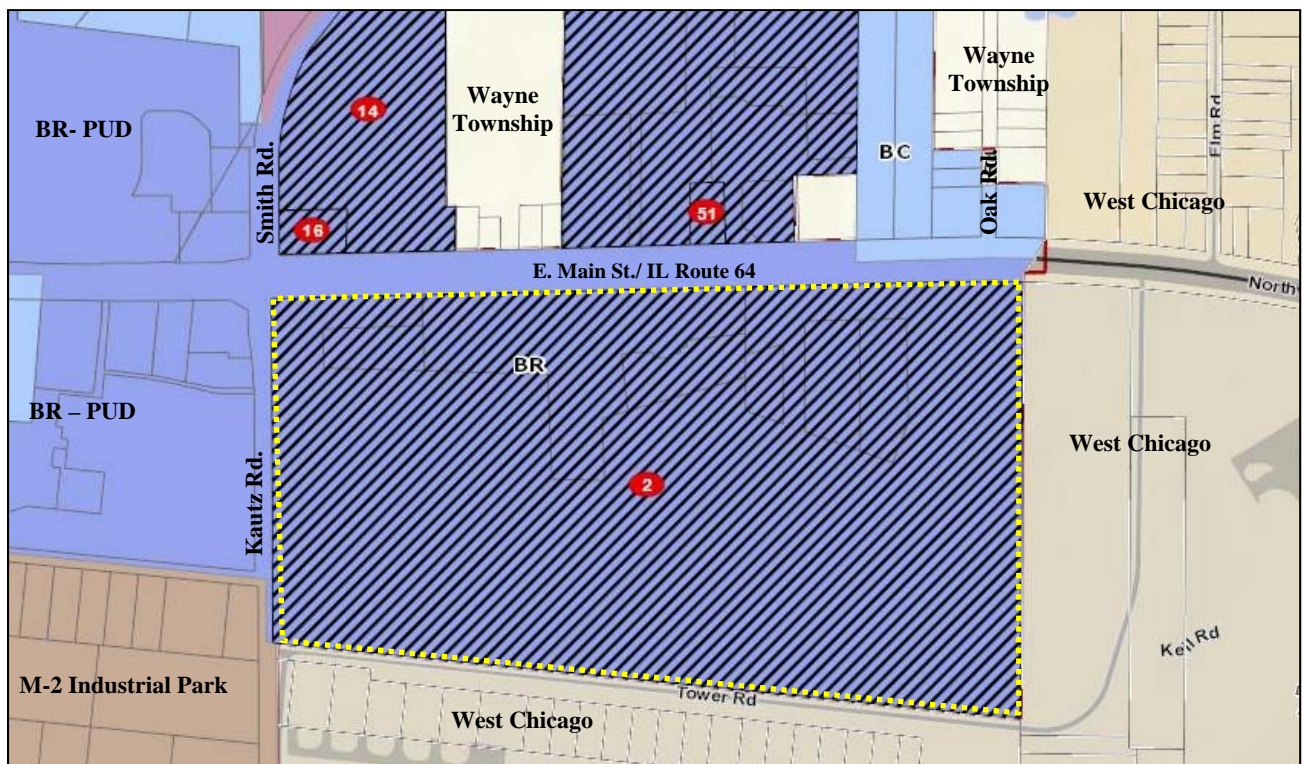 Wayne
Township
Wayne
Township
14
BR- PUD
Elm Rd
BC
Smith Rd.
Oak Rd.
West Chicago
51
16
E. Main St./ IL Route 64
North
BR
BR – PUD
West Chicago
Kautz Rd.
2
Keil Rd
M-2 Industrial Park
Tower Rd
West Chicago